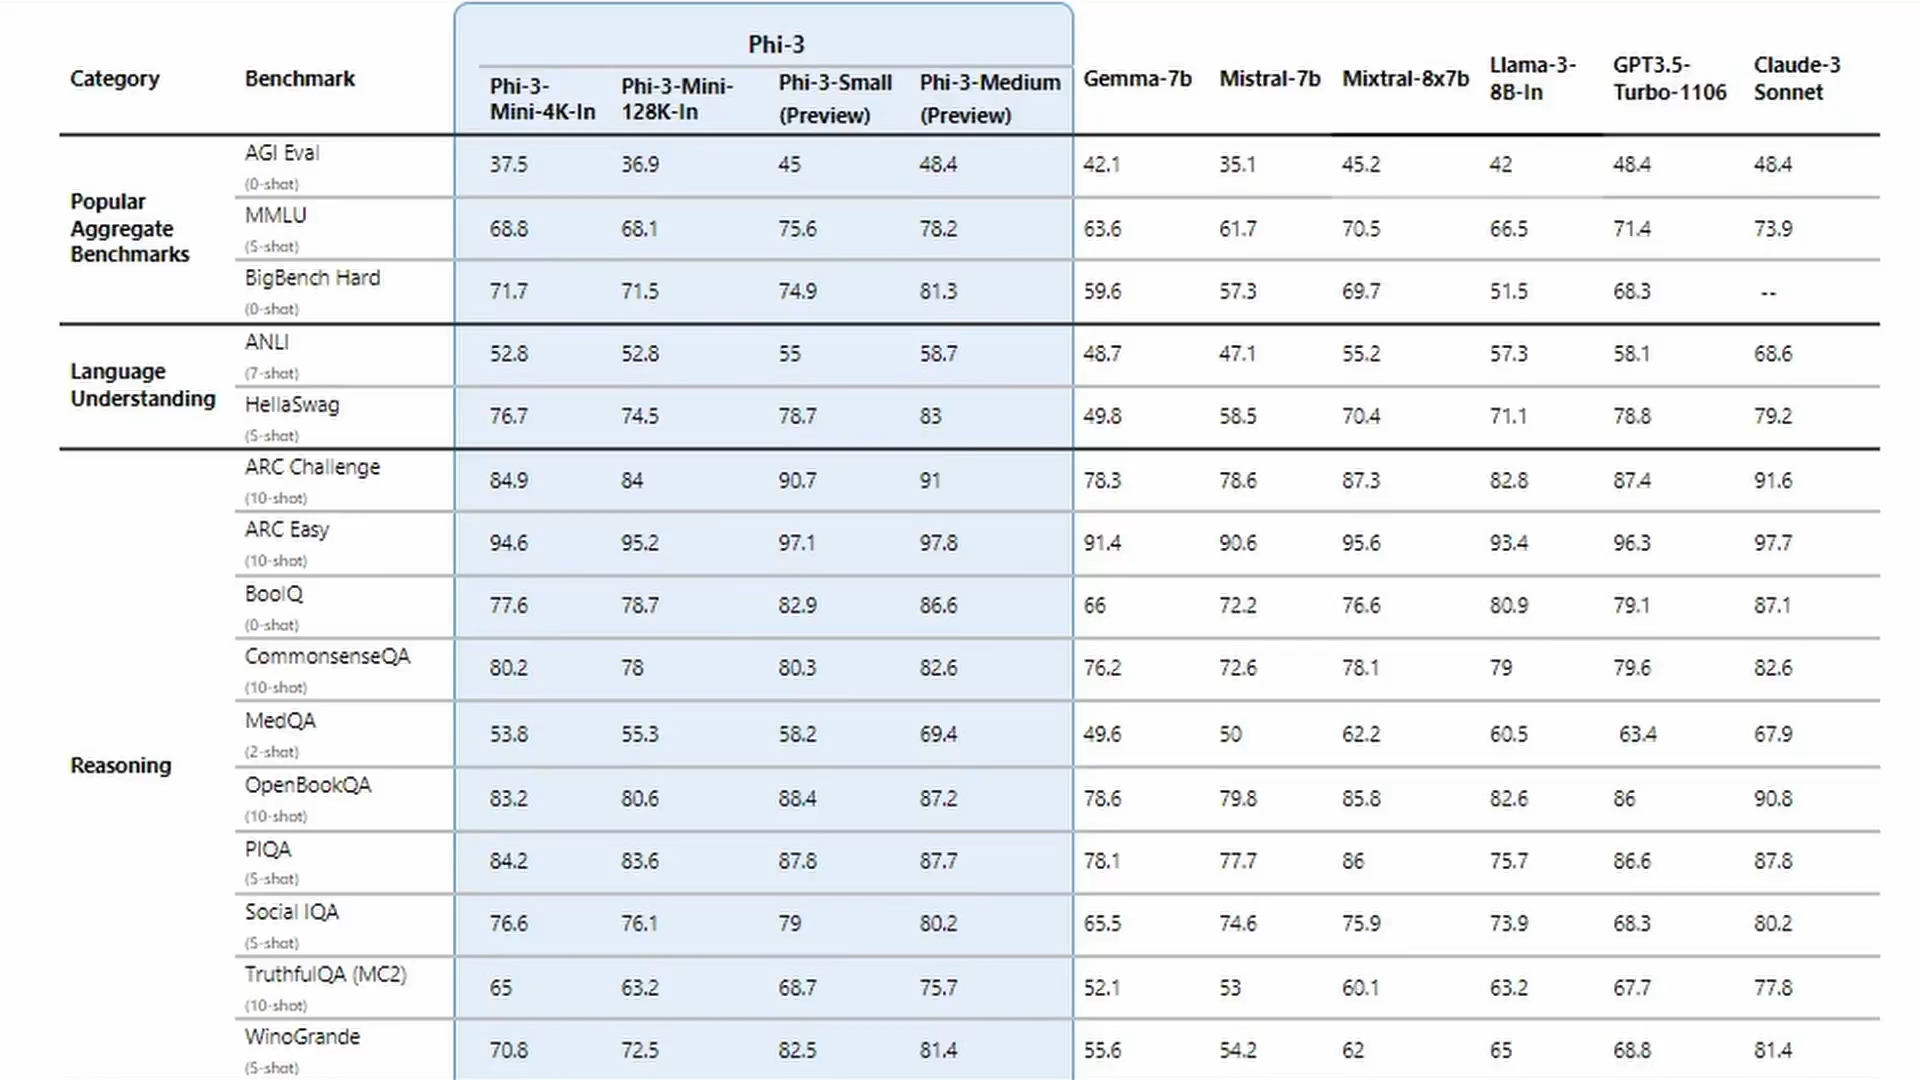 Phi-3
Category Benchmark Phi-3-Mini-4K-In Phi-3-Mini-128K-In Phi-3-Small (Preview) Phi-3-Medium (Preview) Gemma-7b Mistral-7b Mixtral-8x7b Llama-3-8B-In GPT3.5-Turbo-1106 Claude-3 Sonnet
Popular
Aggregate
Benchmarks
AGI Eval
(0-shot)
37.5 36.9 45 48.4 42.1 35.1 45.2 42 48.4 48.4
MMLU
(5-shot)
68.8 68.1 75.6 78.2 63.6 61.7 70.5 66.5 71.4 73.9
BigBench Hard
(0-shot)
71.7 71.5 74.9 81.3 59.6 57.3 69.7 51.5 68.3 --
Language
Understanding
ANLI
(7-shot)
52.8 52.8 55 58.7 48.7 47.1 55.2 57.3 58.1 68.6
HellaSwag
(5-shot)
76.7 74.5 78.7 83 49.8 58.5 70.4 71.1 78.8 79.2
Reasoning
ARC Challenge
(10-shot)
84.9 84 90.7 91 78.3 78.6 87.3 82.8 87.4 91.6
ARC Easy
(10-shot)
94.6 95.2 97.1 97.8 91.4 90.6 95.6 93.4 96.3 97.7
BoolQ
(0-shot)
77.6 78.7 82.9 86.6 66 72.2 76.6 80.9 79.1 87.1
CommonsenseQA
(10-shot)
80.2 78 80.3 82.6 76.2 72.6 78.1 79 79.6 82.6
MedQA
(2-shot)
53.8 55.3 58.2 69.4 49.6 50 62.2 60.5 63.4 67.9
OpenBookQA
(10-shot)
83.2 80.6 88.4 87.2 78.6 79.8 85.8 82.6 86 90.8
PIQA
(5-shot)
84.2 83.6 87.8 87.7 78.1 77.7 86 75.7 86.6 87.8
Social IQA
(5-shot)
76.6 76.1 79 80.2 65.5 74.6 75.9 73.9 68.3 80.2
TruthfulQA (MC2)
(10-shot)
65 63.2 68.7 75.7 52.1 53 60.1 63.2 67.7 77.8
WinoGrande
(5-shot)
70.8 72.5 82.5 81.4 55.6 54.2 62 65 68.8 81.4